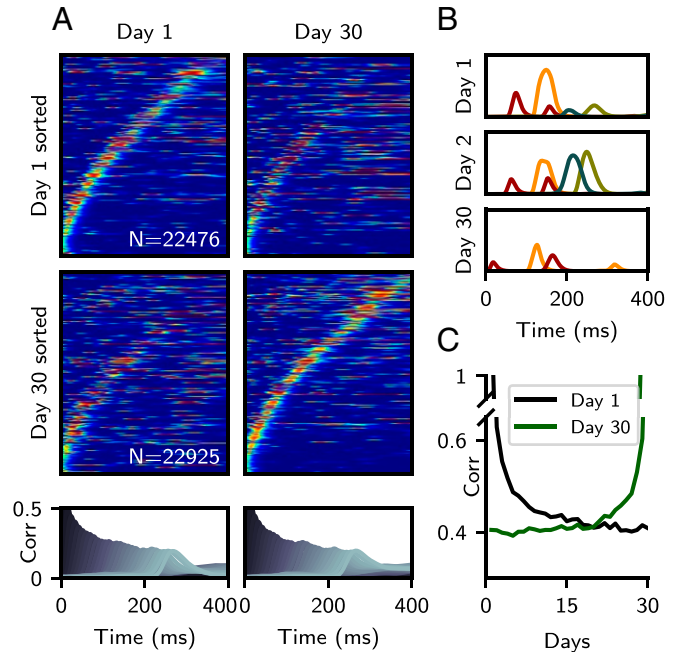 A
Day 1
Day 30
Day 1 sorted
N=22476
Day 30 sorted
N=22925
Corr
0.5
0
0
200
400
0
200
400
Time (ms)
Time (ms)
B
Day 1
Day 2
Day 30
0
200
400
Time (ms)
C
Corr
1
0.6
0.4
Day 1
Day 30
0
15
30
Days